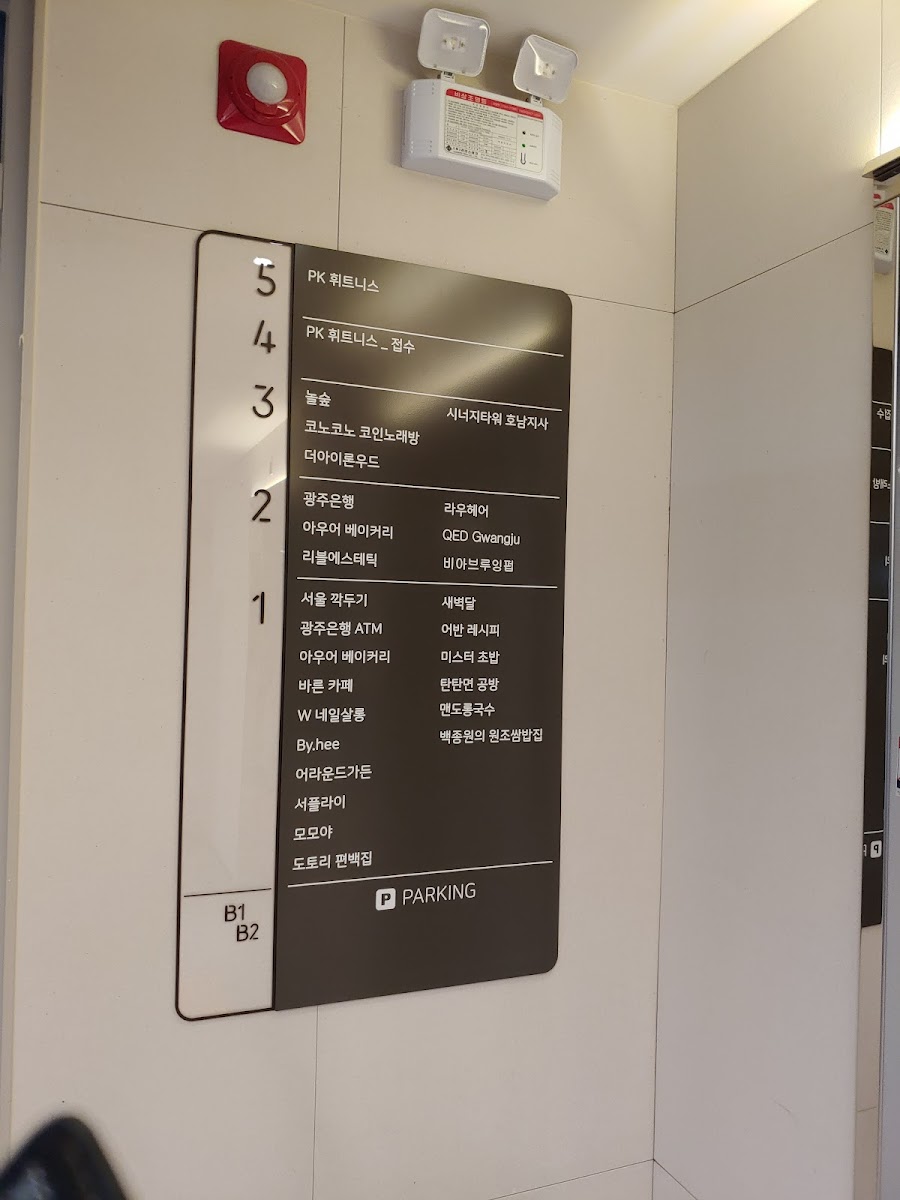 비상조명등
5
PK 휘트니스
4
PK 휘트니스 _ 접수
3
놀숲
시너지타워 호남지사
코노코노 코인노래방
더아이론우드
2
광주은행
라우헤어
아우어 베이커리
QED Gwangju
리블에스테틱
비아브루잉펍
1
서울 깍두기
새벽달
광주은행 ATM
어반 레시피
아우어 베이커리
미스터 초밥
바른 카페
탄탄면 공방
W 네일살롱
맨도롱국수
By.hee
백종원의 원조쌈밥집
어라운드가든
서플라이
모모야
도토리 편백집
B1
B2
P PARKING